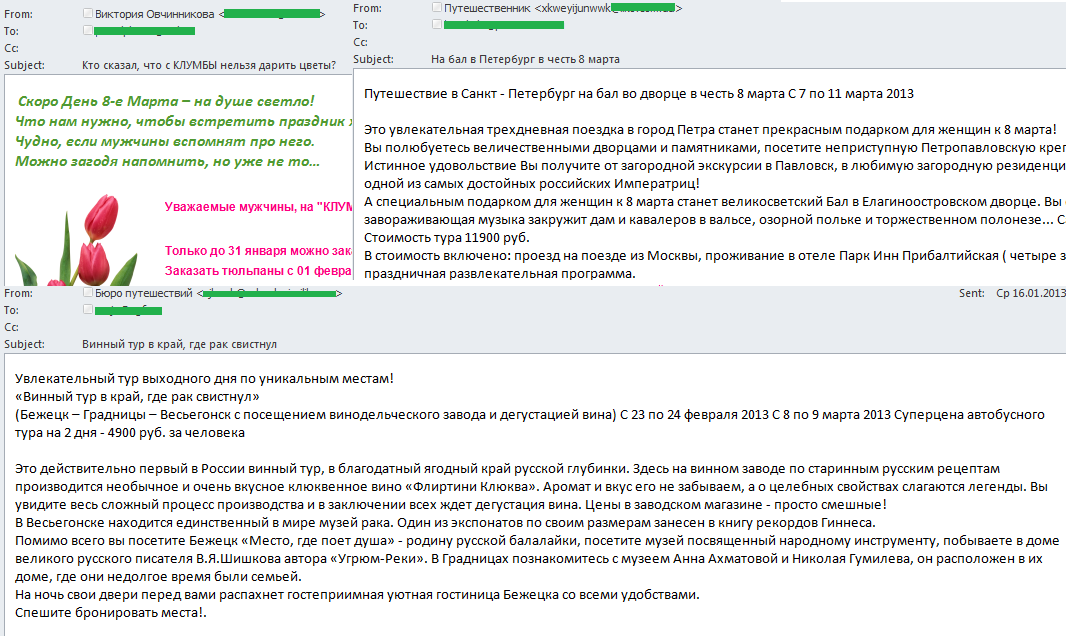 From: Виктория Овчинникова < >
To:
Cc:
Subject: Кто сказал, что с КЛУМБЫ нельзя дарить цветы?
Скоро День 8-е Марта – на душе светло!
Что нам нужно, чтобы встретить праздник
Чудно, если мужчины вспомнят про него.
Можно загодя напомнить, но уже не то...
Уважаемые мужчины, на "КЛУМ
Только до 31 января можно зак
Заказать тюльпаны с 01 февра
From: Путешественник <xkweyijunwwk >
To:
Cc:
Subject: На бал в Петербург в честь 8 марта
Путешествие в Санкт - Петербург на бал во дворце в честь 8 марта С 7 по 11 марта 2013
Это увлекательная трехдневная поездка в город Петра станет прекрасным подарком для женщин к 8 марта!
Вы полюбуетесь величественными дворцами и памятниками, посетите неприступную Петропавловскую креп
Истинное удовольствие Вы получите от загородной экскурсии в Павловск, в любимую загородную резиденци
одной из самых достойных российских Императриц!
А специальным подарком для женщин к 8 марта станет великосветский Бал в Елагиноостровском дворце. Вы
завораживающая музыка закружит дам и кавалеров в вальсе, озорной польке и торжественном полонезе... С
Стоимость тура 11900 руб.
В стоимость включено: проезд на поезде из Москвы, проживание в отеле Парк Инн Прибалтийская ( четыре з
праздничная развлекательная программа.
From: Бюро путешествий < > Sent: Ср 16.01.2013
To:
Cc:
Subject: Винный тур в край, где рак свистнул
Увлекательный тур выходного дня по уникальным местам!
«Винный тур в край, где рак свистнул»
(Бежецк – Градницы – Весьегонск с посещением винодельческого завода и дегустацией вина) С 23 по 24 февраля 2013 С 8 по 9 марта 2013 Суперцена автобусного
тура на 2 дня - 4900 руб. за человека
Это действительно первый в России винный тур, в благодатный ягодный край русской глубинки. Здесь на винном заводе по старинным русским рецептам
производится необычное и очень вкусное клюквенное вино «Флиртини Клюква». Аромат и вкус его не забываем, а о целебных свойствах слагаются легенды. Вы
увидите весь сложный процесс производства и в заключении всех ждет дегустация вина. Цены в заводском магазине - просто смешные!
В Весьегонске находится единственный в мире музей рака. Один из экспонатов по своим размерам занесен в книгу рекордов Гиннеса.
Помимо всего вы посетите Бежецк «Место, где поет душа» - родину русской балалайки, посетите музей посвященный народному инструменту, побываете в доме
великого русского писателя В.Я.Шишкова автора «Угрюм-Реки». В Градницах познакомитесь с музеем Анна Ахматовой и Николая Гумилева, он расположен в их
доме, где они недолгое время были семьей.
На ночь свои двери перед вами распахнет гостеприимная уютная гостиница Бежецка со всеми удобствами.
Спешите бронировать места!.